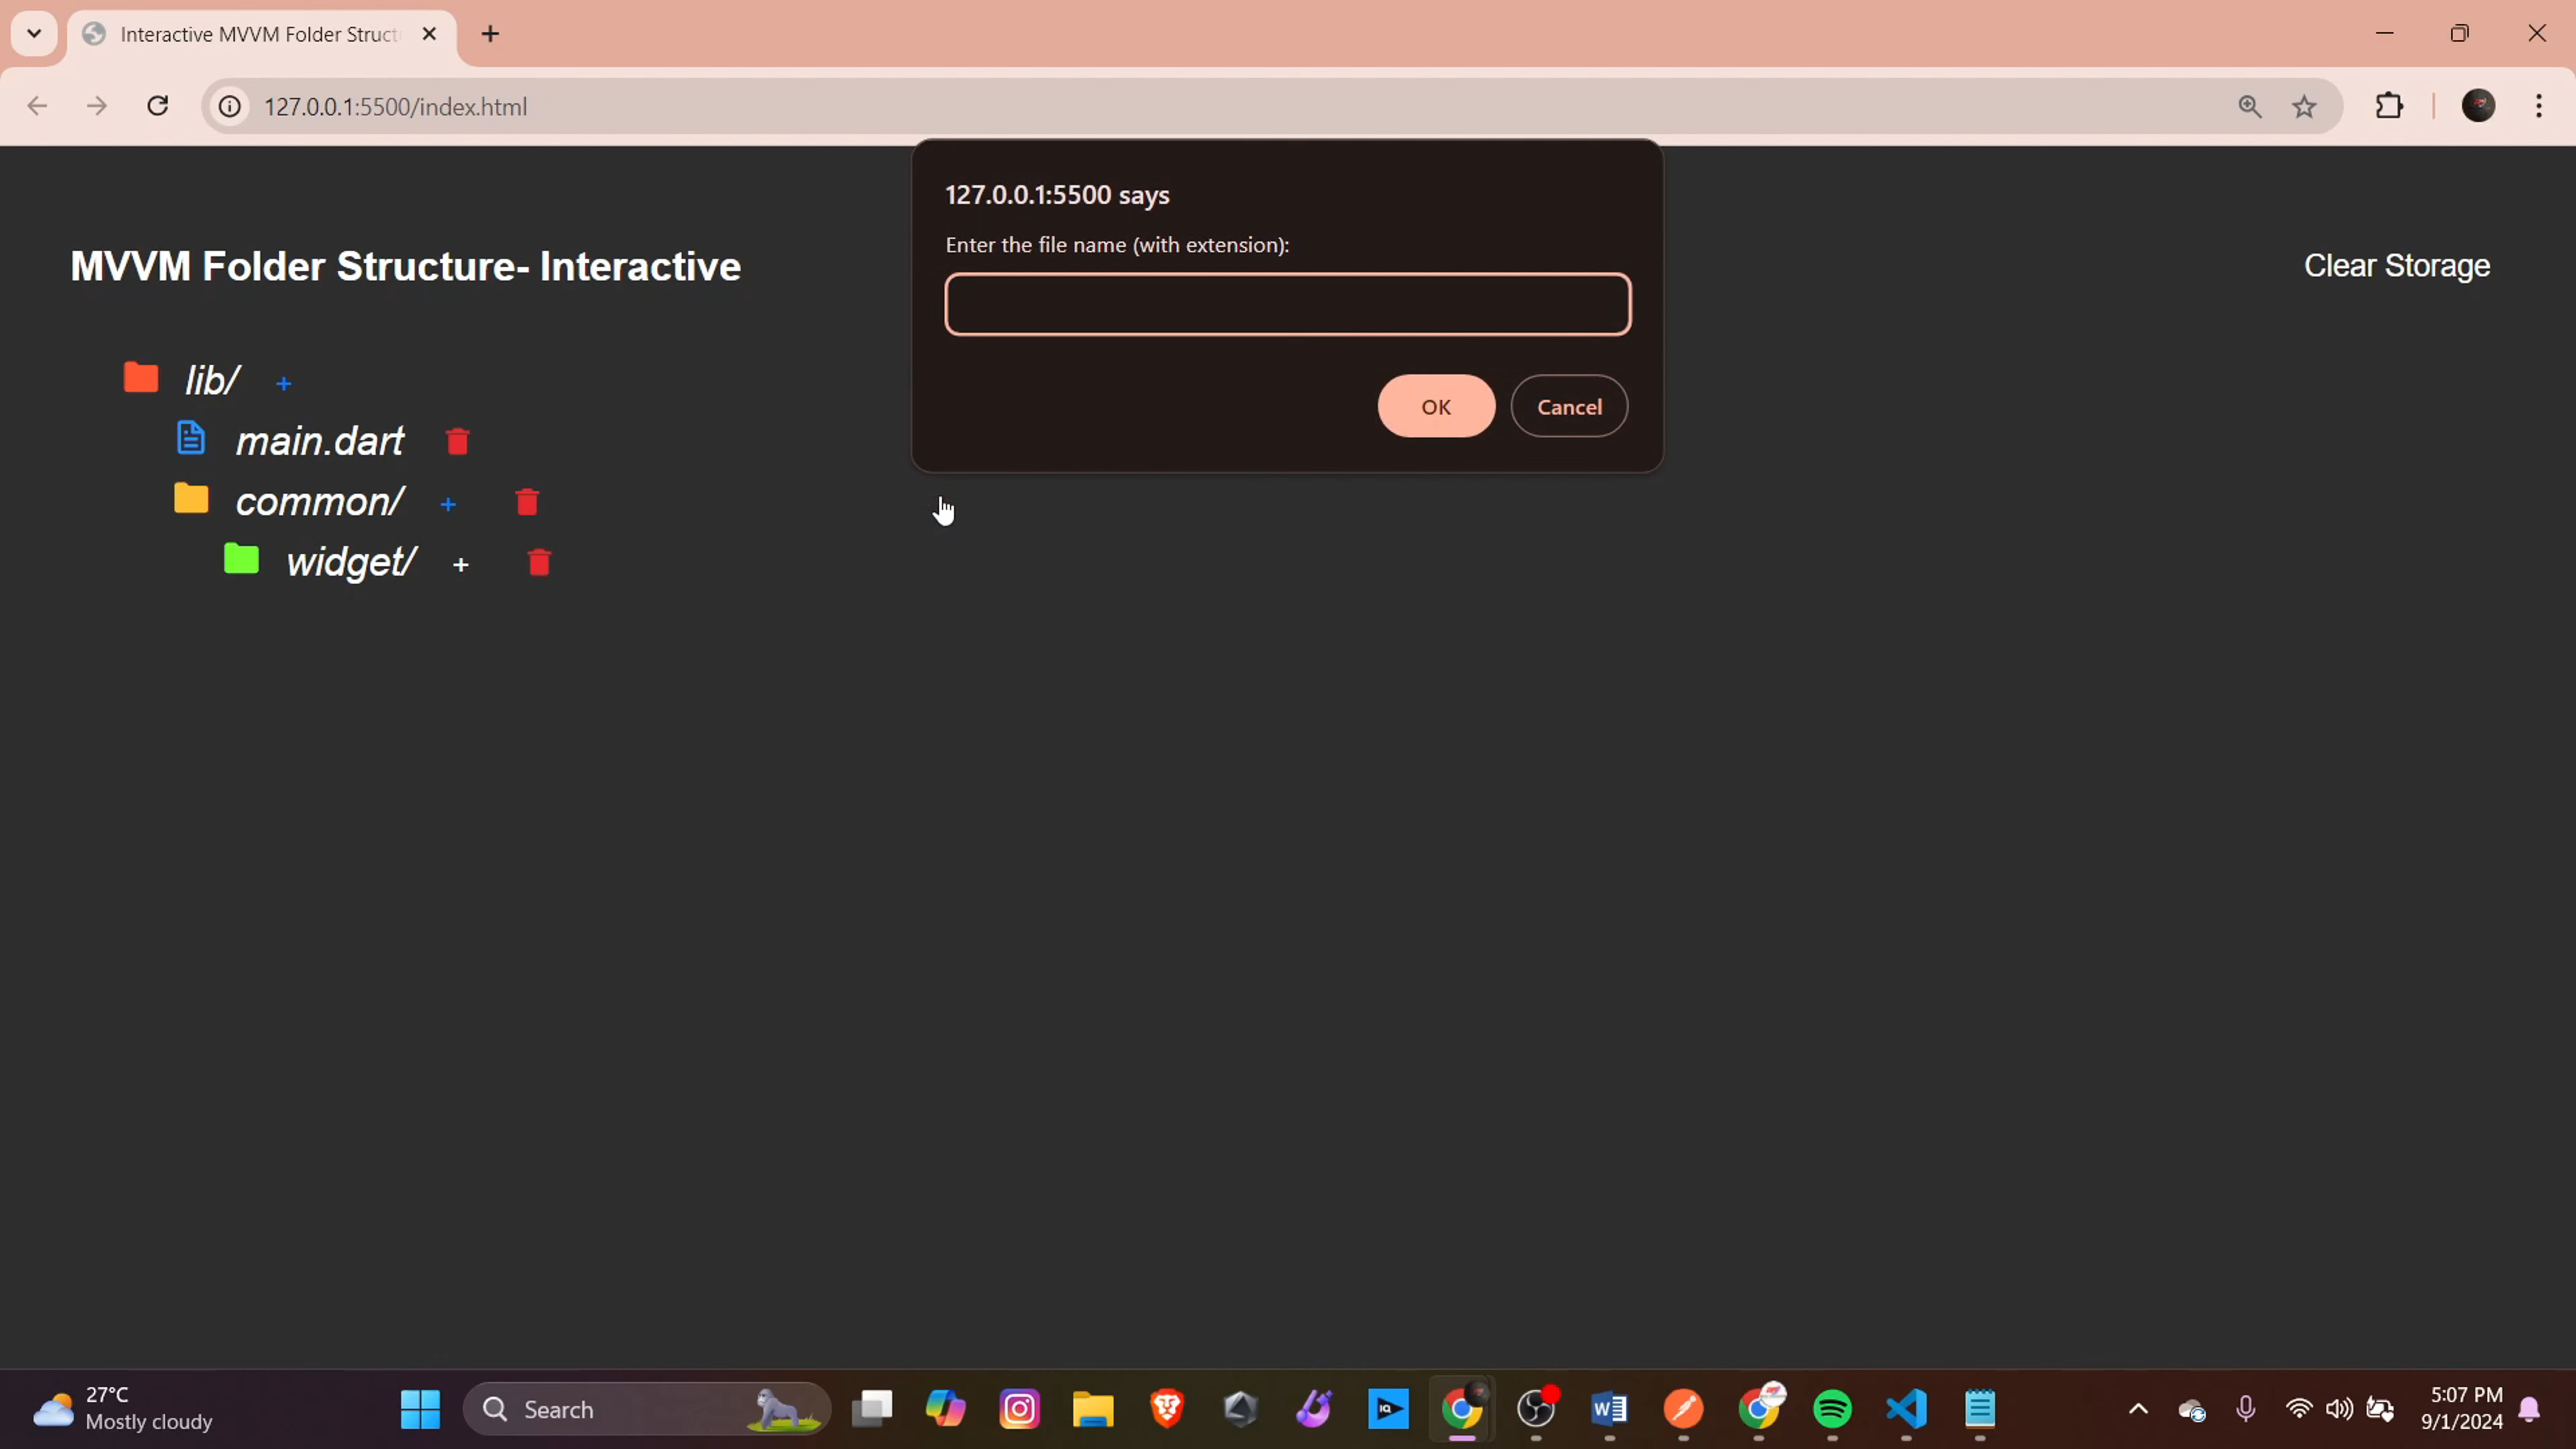 Interactive MVVM Folder Struct
127.0.0.1:5500/index.html
127.0.0.1:5500 says
Enter the file name (with extension):
OK
Cancel
MVVM Folder Structure- Interactive
Clear Storage
lib/ +
main.dart
common/ +
widget/ +
27°C
Mostly cloudy
Search
IQ
W
5:07 PM
9/1/2024